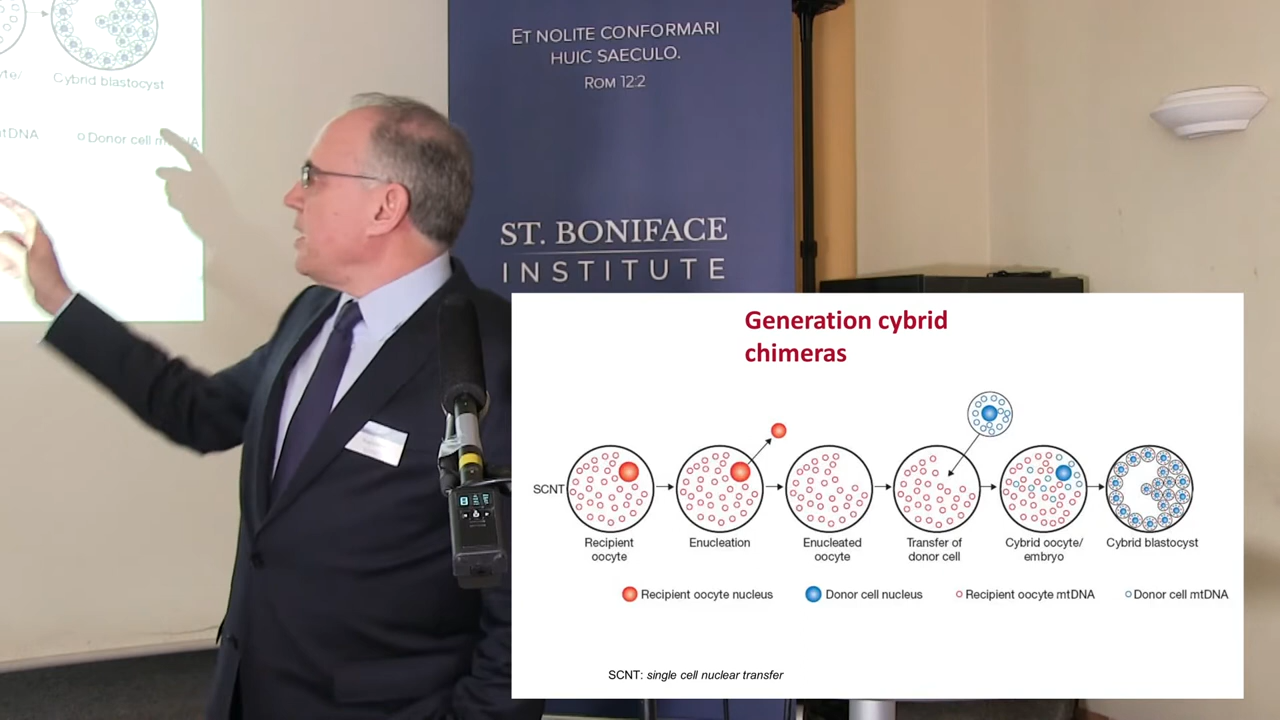 Cybrid blastocyst
tDNA
Donor cell
ET NOLITE CONFORMARI
HUIC SAECULO.
ROM 12:2
ST. BONIFACE
INSTITUTE
Generation cybrid
chimeras
SCNT
Recipient
oocyte
Enucleation
Enucleated
oocyte
Transfer of
donor cell
Cybrid oocyte/
embryo
Cybrid blastocyst
Recipient oocyte nucleus
Donor cell nucleus
Recipient oocyte mtDNA
Donor cell mtDNA
SCNT: single cell nuclear transfer